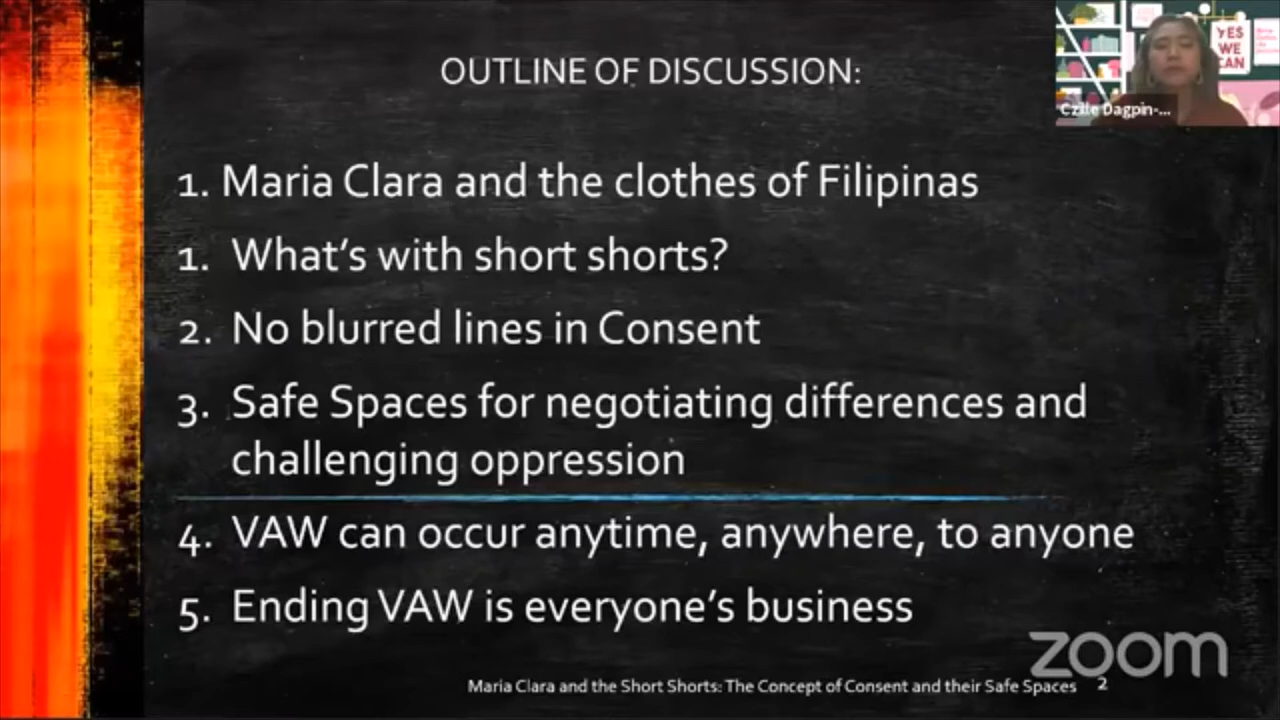 OUTLINE OF DISCUSSION:
YES
WE
CAN
Czille Dagpin-...
1. Maria Clara and the clothes of Filipinas
1. What's with short shorts?
2. No blurred lines in Consent
3. Safe Spaces for negotiating differences and
challenging oppression
4. VAW can occur anytime, anywhere, to anyone
5. Ending VAW is everyone's business
zoom
Maria Clara and the Short Shorts: The Concept of Consent and their Safe Spaces 2